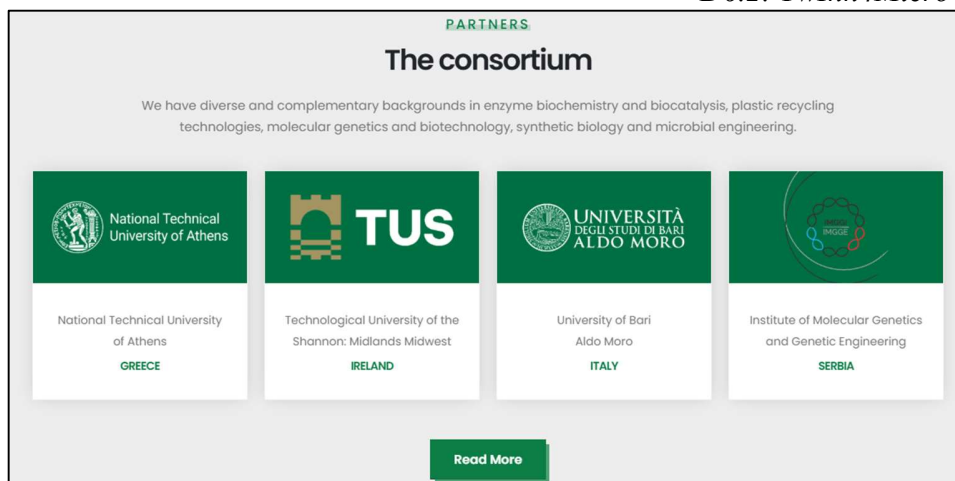 PARTNERS
The consortium
We have diverse and complementary backgrounds in enzyme biochemistry and biocatalysis, plastic recycling
technologies, molecular genetics and biotechnology, synthetic biology and microbial engineering.
National Technical
University of Athens
TUS
UNIVERSITÀ
DEGLI STUDI DI BARI
ALDO MORO
IMGGE
National Technical University
of Athens
GREECE
Technological University of the
Shannon: Midlands Midwest
IRELAND
University of Bari
Aldo Moro
ITALY
Institute of Molecular Genetics
and Genetic Engineering
SERBIA
Read More